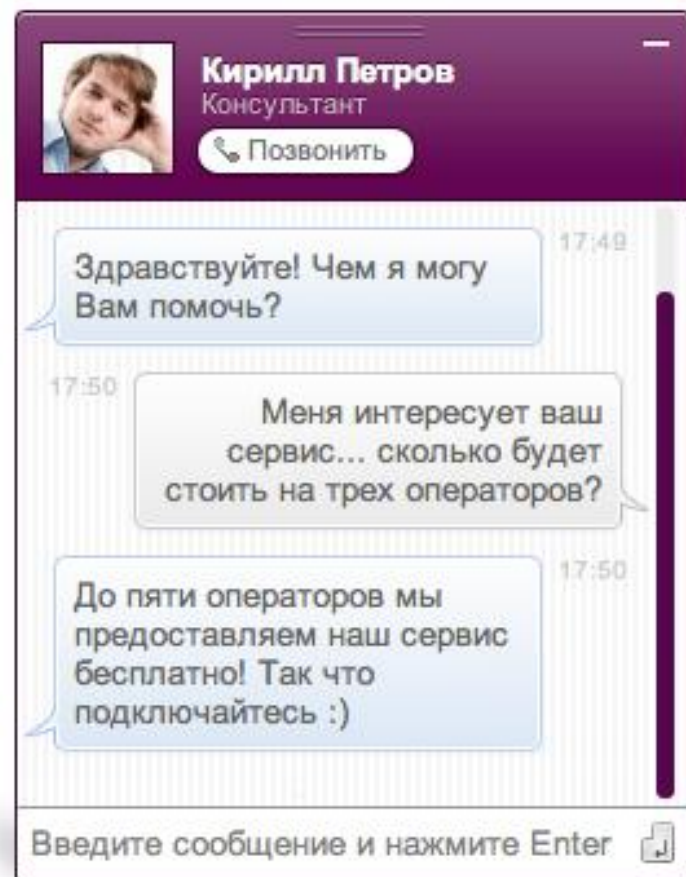 Кирилл Петров
Консультант
Позвонить
17:49
Здравствуйте! Чем я могу
Вам помочь?
17:50
Меня интересует ваш
сервис... сколько будет
стоить на трех операторов?
17:50
До пяти операторов мы
предоставляем наш сервис
бесплатно! Так что
подключайтесь :)
Введите сообщение и нажмите Enter